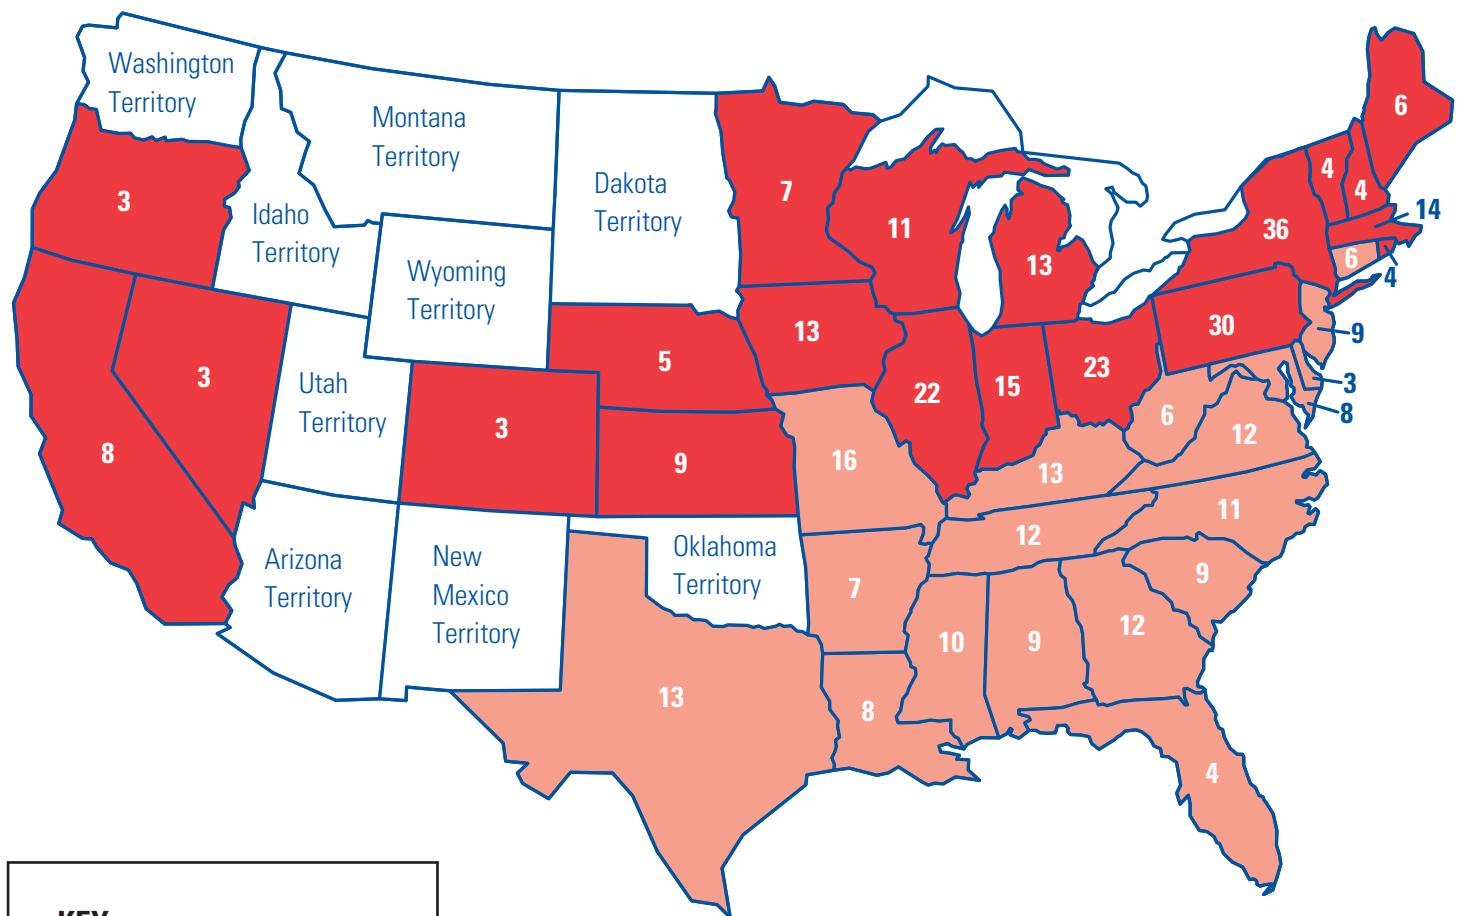 Washington
Territory
Montana
Territory
Dakota
Territory
Idaho
Territory
Wyoming
Territory
Utah
Territory
Arizona
Territory
New
Mexico
Territory
Oklahoma
Territory
3
8
3
3
5
9
7
13
11
13
22
15
23
30
36
4
4
6
14
6
4
9
3
8
6
12
16
13
12
11
7
10
9
12
9
13
8
4
KEY